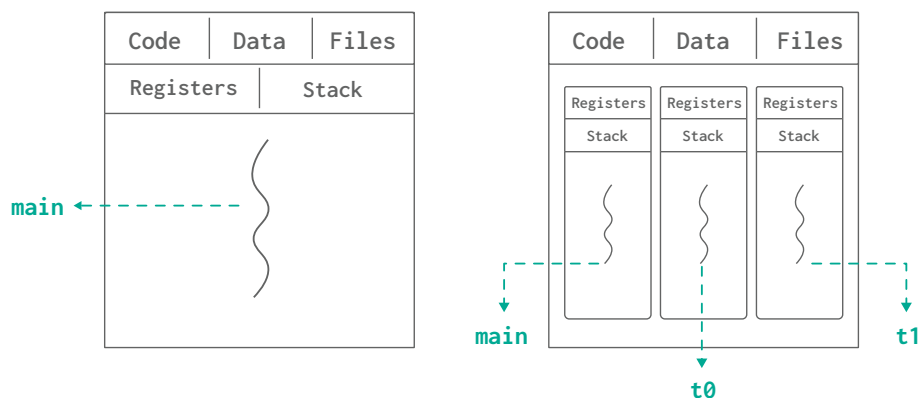 Code Data Files
Registers Stack
main
Code Data Files
Registers Registers Registers
Stack Stack Stack
main
t0
t1